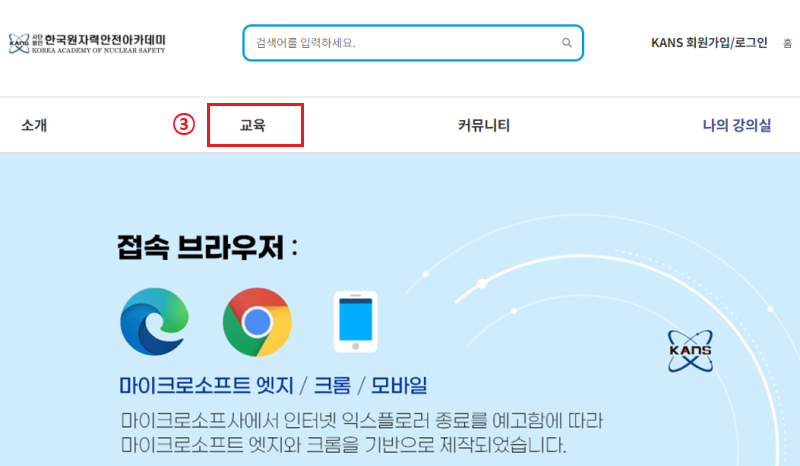 KANS 사단법인 한국원자력안전아카데미
KOREA ACADEMY OF NUCLEAR SAFETY
검색어를 입력하세요.
KANS 회원가입/로그인 홈
소개 ③ 교육 커뮤니티 나의 강의실
접속 브라우저 :
KANS
마이크로소프트 엣지 / 크롬 / 모바일
마이크로소프사에서 인터넷 익스플로러 종료를 예고함에 따라
마이크로소프트 엣지와 크롬을 기반으로 제작되었습니다.